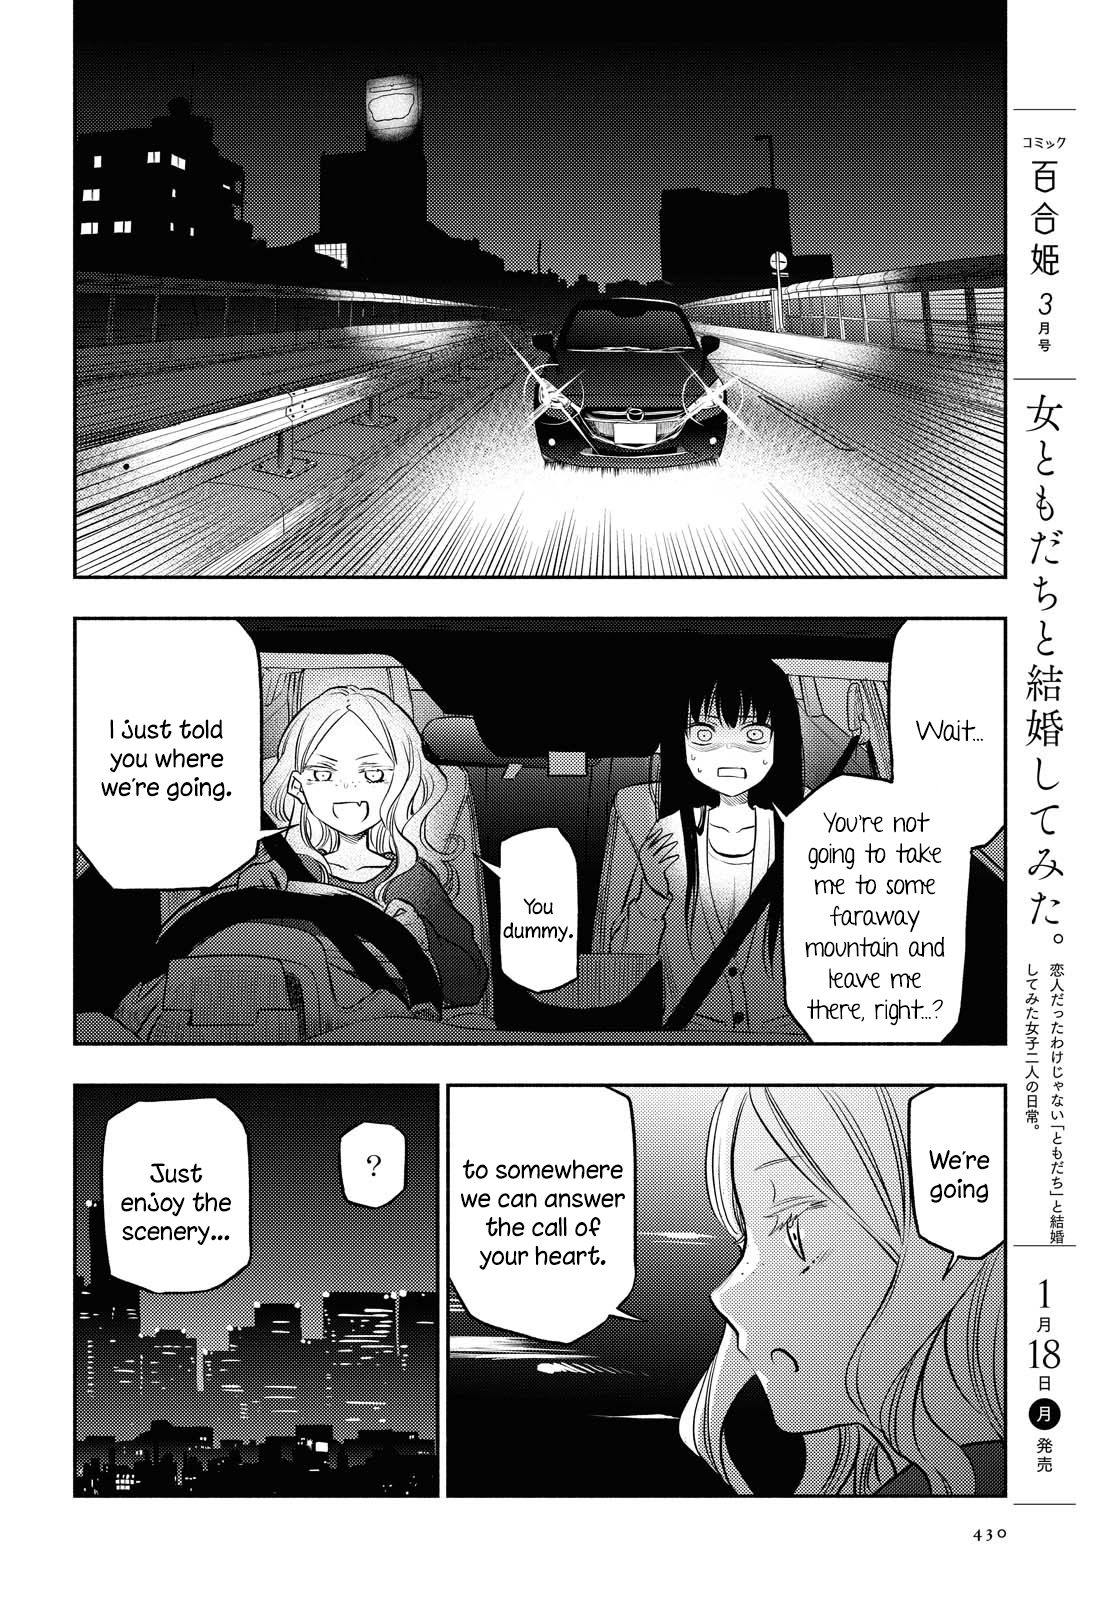 Wait...
You're not
going to take
me to some
faraway
mountain and
leave me
there, right...?
I just told
you where
we're going.
You
dummy.
We're
going
to somewhere
we can answer
the call of
your heart.
?
Just
enjoy the
scenery...
コミック
百合姫
3
月号
女ともだちと結婚してみた。
恋人だったわけじゃない「ともだち」と結婚
してみた女子二人の日常。
1
月
18
日
月
発売
430